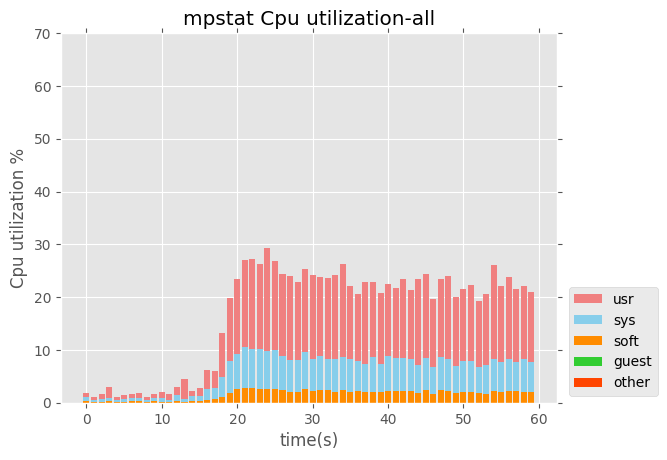 mpstat Cpu utilization-all
70
60
50
40
30
20
10
0
Cpu utilization %
0 10 20 30 40 50 60
time(s)
usr
sys
soft
guest
other